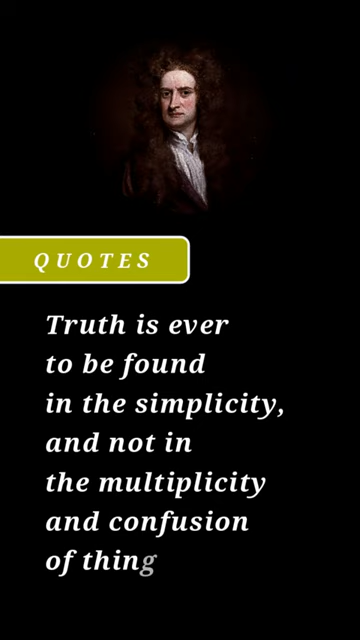 QUOTES
Truth is ever
to be found
in the simplicity,
and not in
the multiplicity
and confusion
of thing